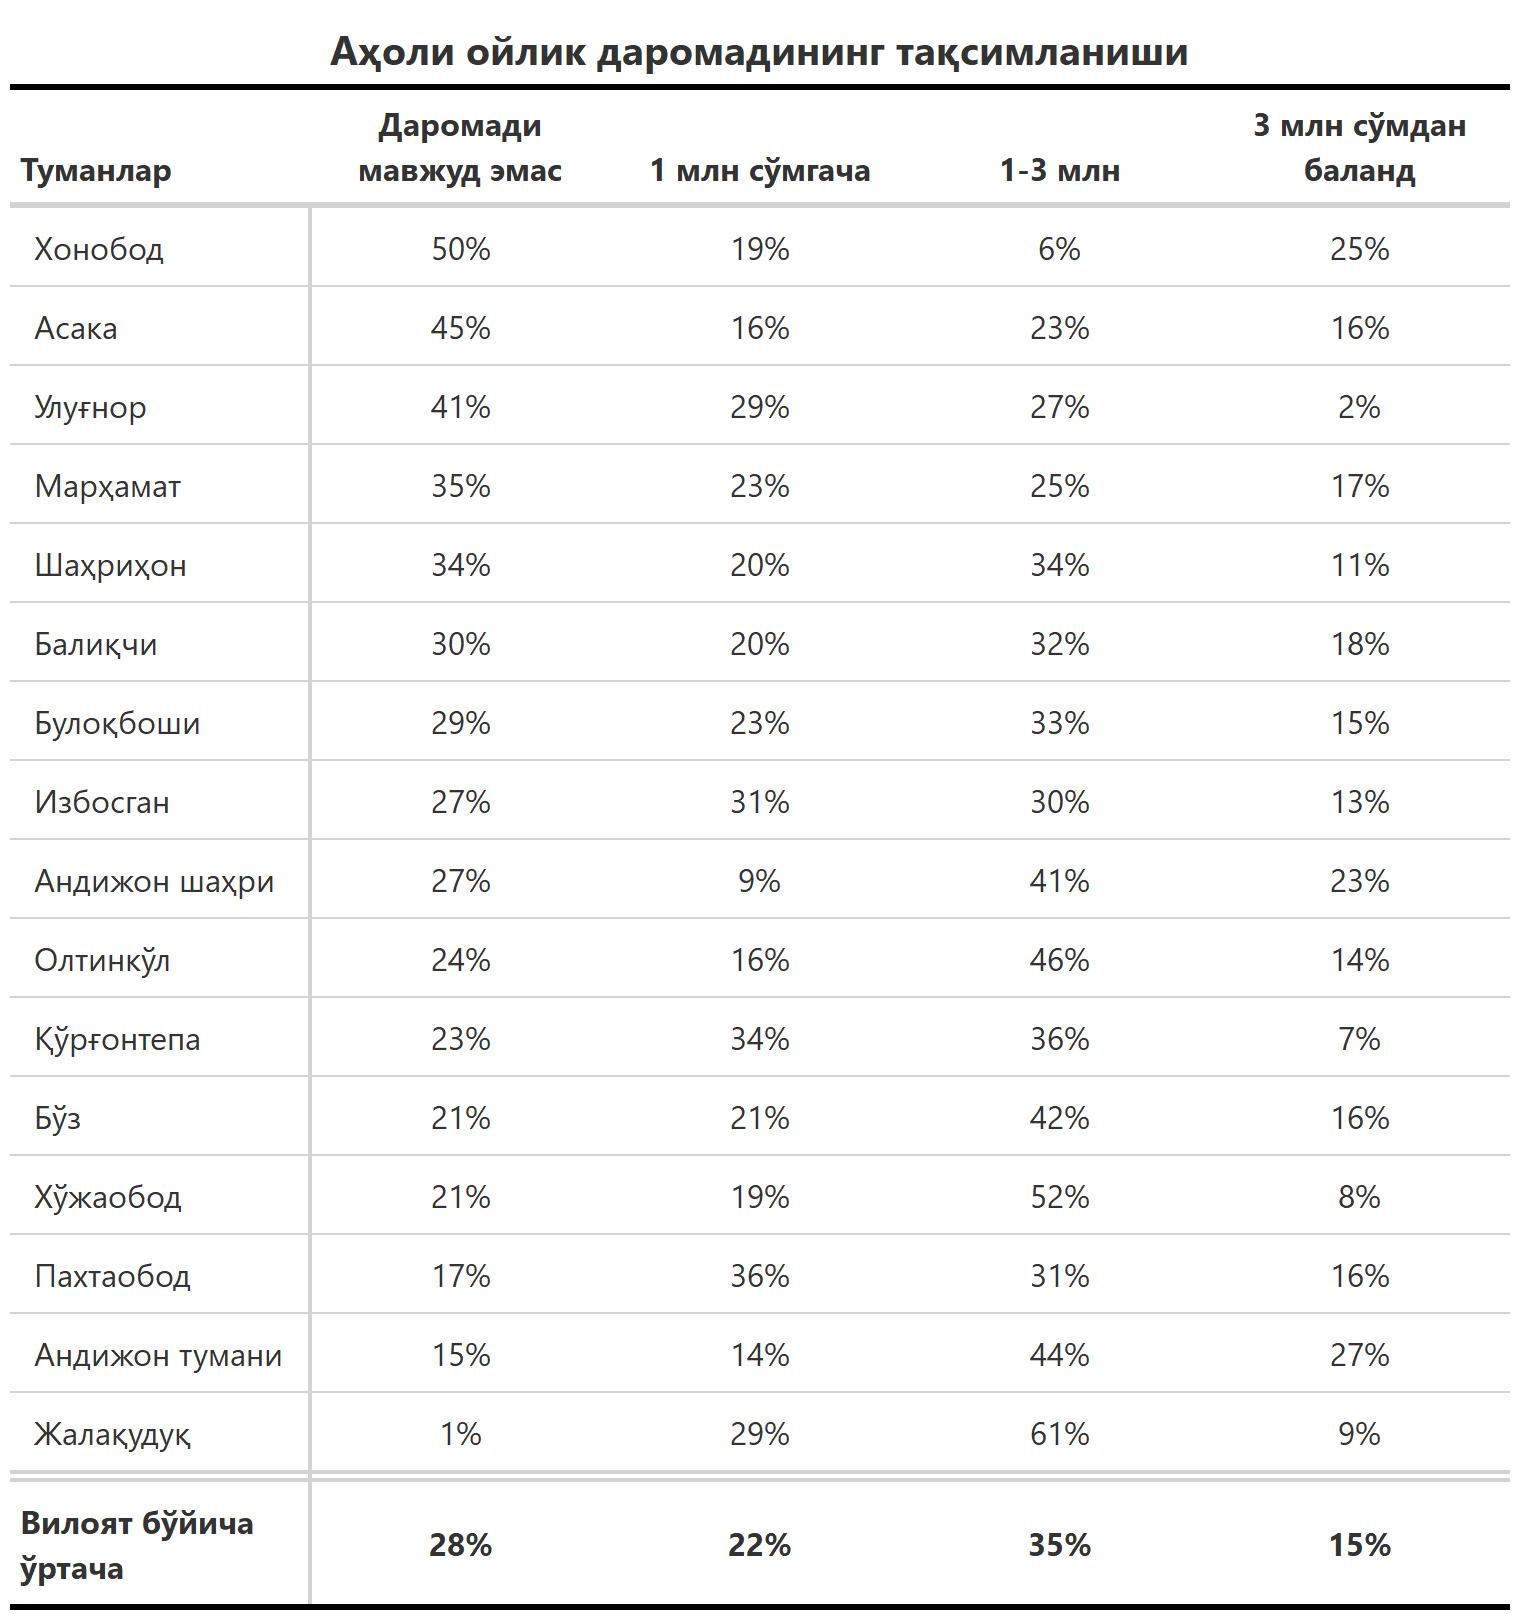 Аҳоли ойлик даромадининг тақсимланиши
Туманлар Даромади мавжуд эмас 1 млн сўмгача 1-3 млн 3 млн сўмдан баланд
Хонобод 50% 19% 6% 25%
Асака 45% 16% 23% 16%
Улуғнор 41% 29% 27% 2%
Марҳамат 35% 23% 25% 17%
Шаҳриҳон 34% 20% 34% 11%
Балиқчи 30% 20% 32% 18%
Булоқбоши 29% 23% 33% 15%
Избосган 27% 31% 30% 13%
Андижон шаҳри 27% 9% 41% 23%
Олтинкўл 24% 16% 46% 14%
Қўрғонтепа 23% 34% 36% 7%
Бўз 21% 21% 42% 16%
Хўжаобод 21% 19% 52% 8%
Пахтаобод 17% 36% 31% 16%
Андижон тумани 15% 14% 44% 27%
Жалақудуқ 1% 29% 61% 9%
Вилоят бўйича ўртача 28% 22% 35% 15%